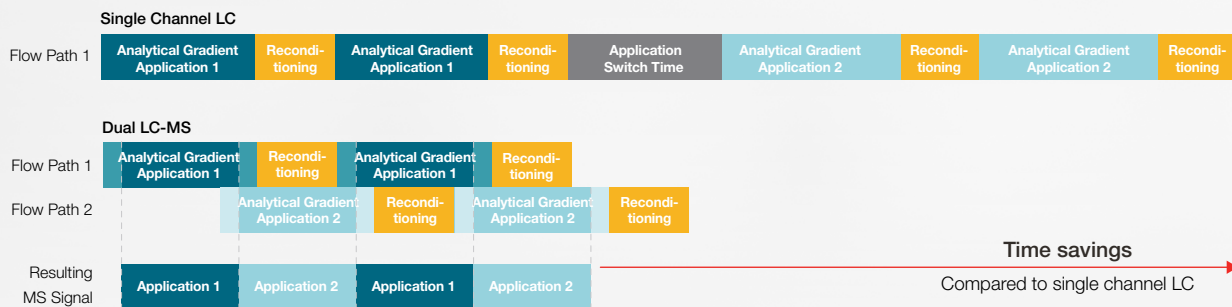 Single Channel LC
Flow Path 1
Analytical Gradient
Application 1
Recondi-
tioning
Analytical Gradient
Application 1
Recondi-
tioning
Application
Switch Time
Analytical Gradient
Application 2
Recondi-
tioning
Analytical Gradient
Application 2
Recondi-
tioning
Dual LC-MS
Flow Path 1
Analytical Gradient
Application 1
Recondi-
tioning
Analytical Gradient
Application 1
Recondi-
tioning
Flow Path 2
Analytical Gradient
Application 2
Recondi-
tioning
Analytical Gradient
Application 2
Recondi-
tioning
Resulting
MS Signal
Application 1
Application 2
Application 1
Application 2
Time savings
Compared to single channel LC